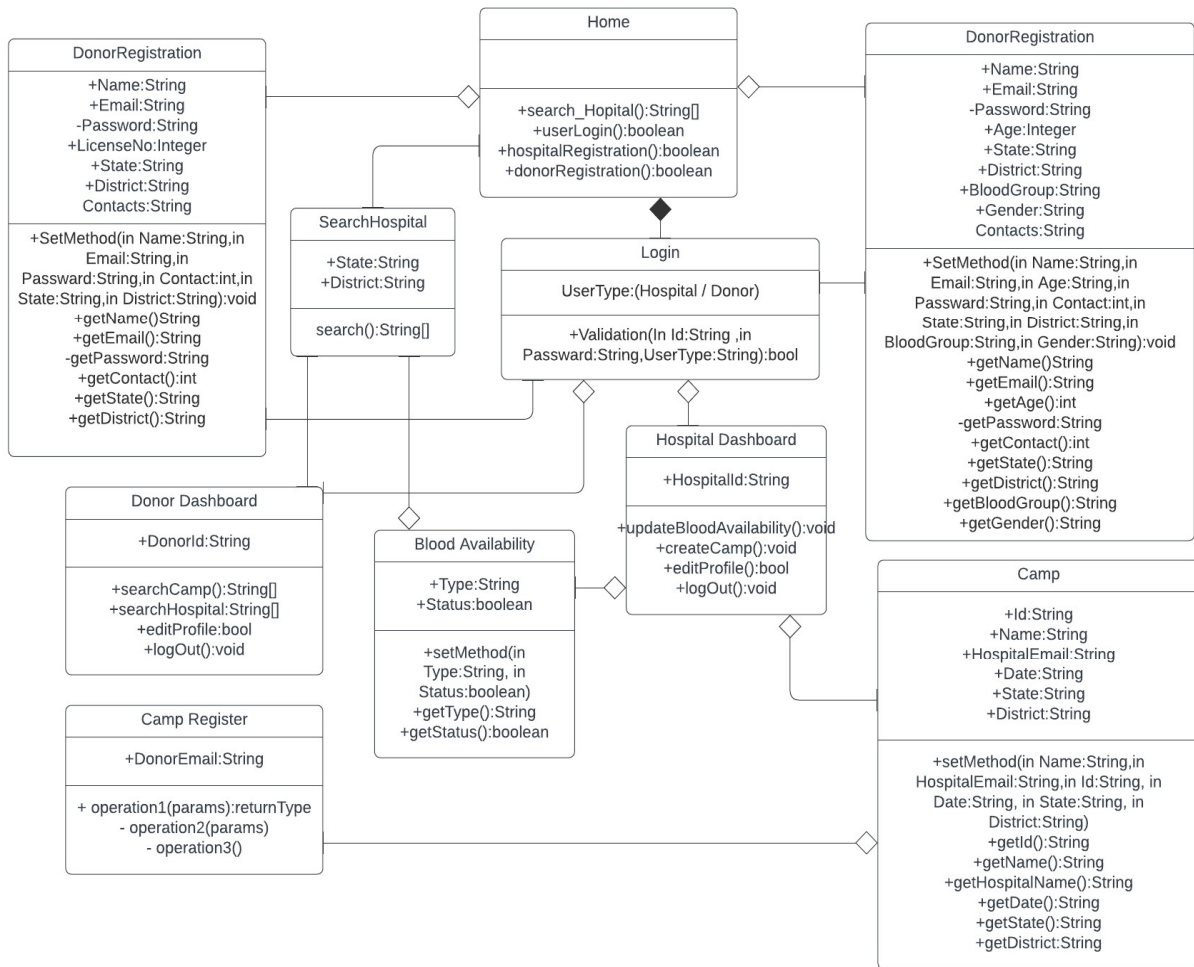 Home
+search_Hopital():String[]
+userLogin():boolean
+hospitalRegistration():boolean
+donorRegistration():boolean
DonorRegistration
+Name:String
+Email:String
-Password:String
+LicenseNo:Integer
+State:String
+District:String
Contacts:String
+SetMethod(in Name:String,in
Email:String,in
Passward:String,in Contact:int,in
State:String,in District:String):void
+getName()String
+getEmail():String
-getPassword:String
+getContact():int
+getState():String
+getDistrict():String
DonorRegistration
+Name:String
+Email:String
-Password:String
+Age:Integer
+State:String
+District:String
+BloodGroup:String
+Gender:String
Contacts:String
+SetMethod(in Name:String,in
Email:String,in Age:String,in
Passward:String,in Contact:int,in
State:String,in District:String,in
BloodGroup:String,in Gender:String):void
+getName()String
+getEmail():String
+getAge():int
-getPassword:String
+getContact():int
+getState():String
+getDistrict:String
+getBloodGroup():String
+getGender():String
SearchHospital
+State:String
+District:String
search():String[]
Login
UserType:(Hospital / Donor)
+Validation(In Id:String ,in
Passward:String,UserType:String):bool
Hospital Dashboard
+HospitalId:String
+updateBloodAvailability():void
+createCamp():void
+editProfile():bool
+logOut():void
Donor Dashboard
+DonorId:String
+searchCamp():String[]
+searchHospital:String[]
+editProfile:bool
+logOut():void
Blood Availability
+Type:String
+Status:boolean
+setMethod(in
Type:String, in
Status:boolean)
+getType():String
+getStatus():boolean
Camp
+Id:String
+Name:String
+HospitalEmail:String
+Date:String
+State:String
+District:String
+setMethod(in Name:String,in
HospitalEmail:String,in Id:String, in
Date:String, in State:String, in
District:String)
+getId():String
+getName():String
+getHospitalName():String
+getDate():String
+getState():String
+getDistrict:String
Camp Register
+DonorEmail:String
+ operation1(params):returnType
- operation2(params)
- operation3()